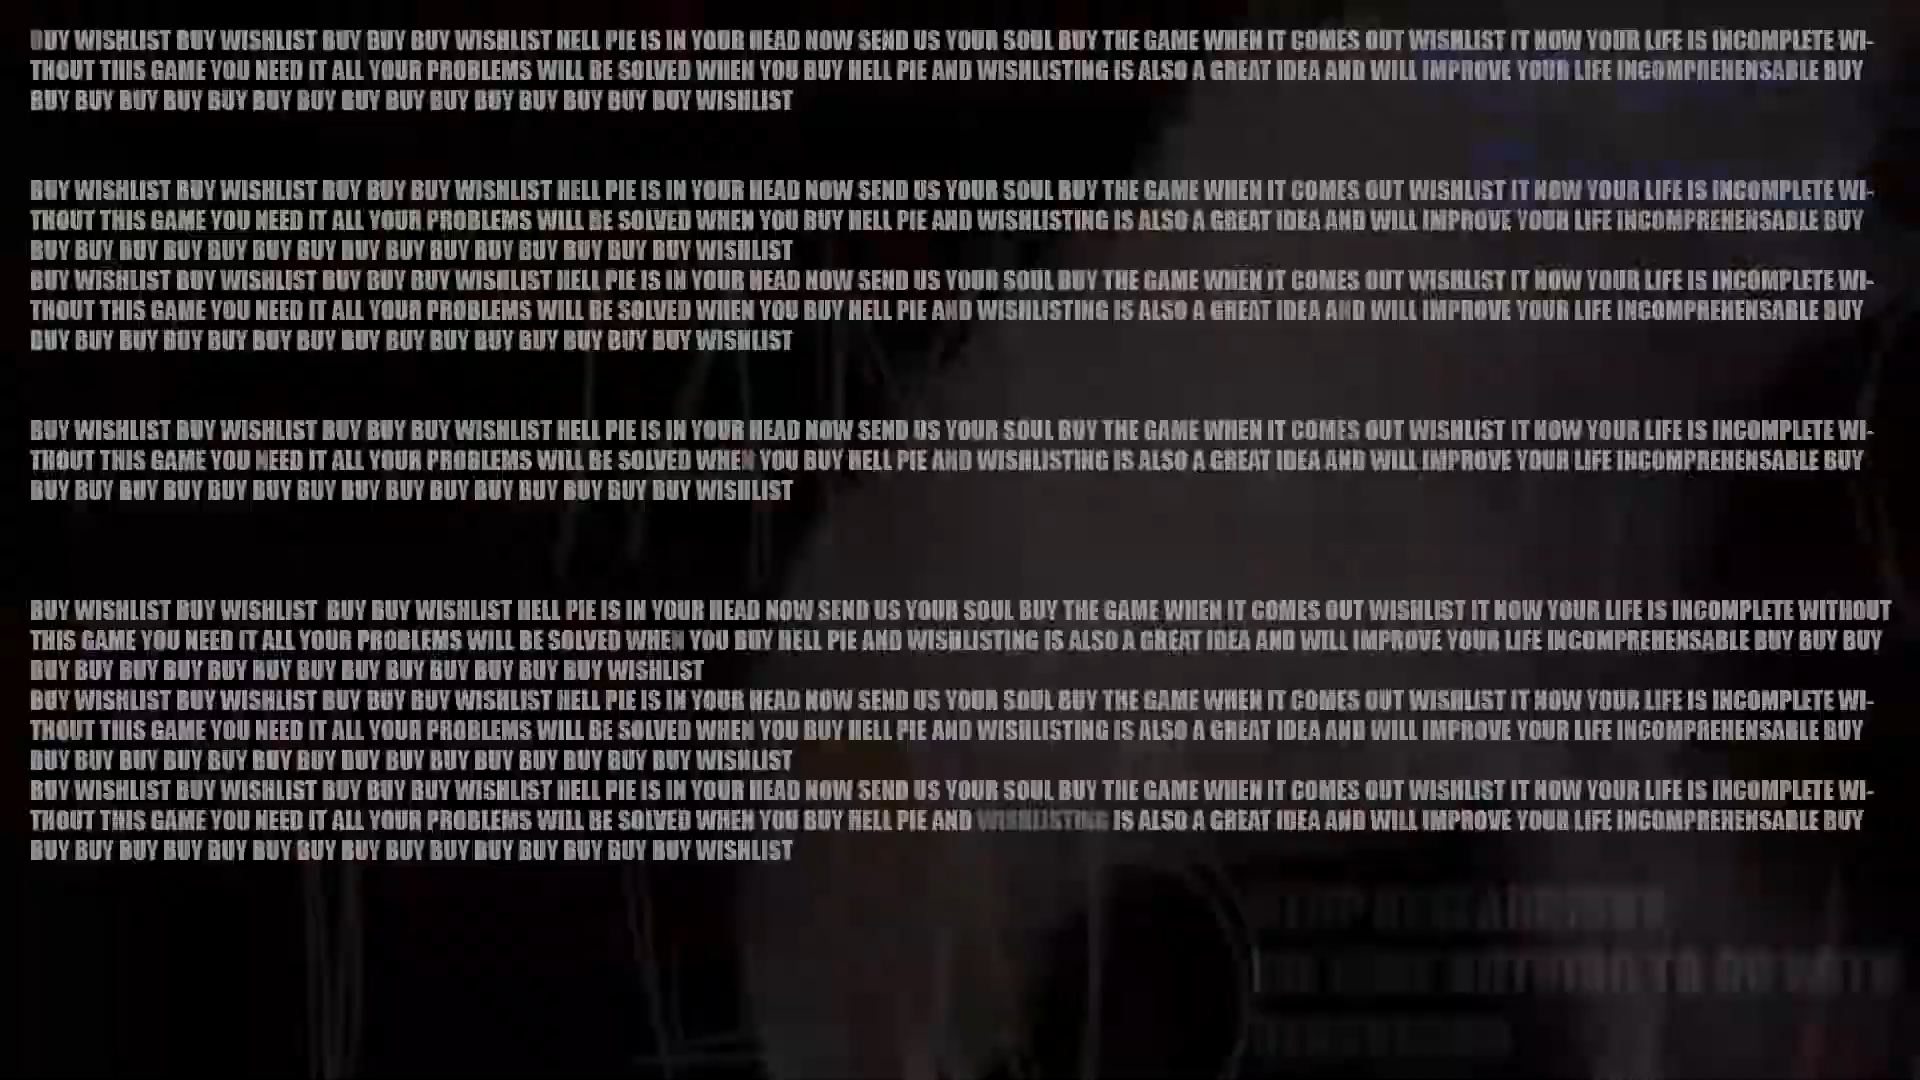 BUY WISHLIST BUY WISHLIST BUY BUY BUY WISHLIST HELL PIE IS IN YOUR HEAD NOW SEND US YOUR SOUL BUY THE GAME WHEN IT COMES OUT WISHLIST IT NOW YOUR LIFE IS INCOMPLETE WI-
THOUT THIS GAME YOU NEED IT ALL YOUR PROBLEMS WILL BE SOLVED WHEN YOU BUY HELL PIE AND WISHLISTING IS ALSO A GREAT IDEA AND WILL IMPROVE YOUR LIFE INCOMPREHENSABLE BUY
BUY BUY BUY BUY BUY BUY BUY BUY BUY BUY BUY BUY BUY BUY BUY WISHLIST
BUY WISHLIST BUY WISHLIST BUY BUY BUY WISHLIST HELL PIE IS IN YOUR HEAD NOW SEND US YOUR SOUL BUY THE GAME WHEN IT COMES OUT WISHLIST IT NOW YOUR LIFE IS INCOMPLETE WI-
THOUT THIS GAME YOU NEED IT ALL YOUR PROBLEMS WILL BE SOLVED WHEN YOU BUY HELL PIE AND WISHLISTING IS ALSO A GREAT IDEA AND WILL IMPROVE YOUR LIFE INCOMPREHENSABLE BUY
BUY BUY BUY BUY BUY BUY BUY BUY BUY BUY BUY BUY BUY BUY BUY WISHLIST
BUY WISHLIST BUY WISHLIST BUY BUY BUY WISHLIST HELL PIE IS IN YOUR HEAD NOW SEND US YOUR SOUL BUY THE GAME WHEN IT COMES OUT WISHLIST IT NOW YOUR LIFE IS INCOMPLETE WI-
THOUT THIS GAME YOU NEED IT ALL YOUR PROBLEMS WILL BE SOLVED WHEN YOU BUY HELL PIE AND WISHLISTING IS ALSO A GREAT IDEA AND WILL IMPROVE YOUR LIFE INCOMPREHENSABLE BUY
BUY BUY BUY BUY BUY BUY BUY BUY BUY BUY BUY BUY BUY BUY BUY WISHLIST
BUY WISHLIST BUY WISHLIST BUY BUY BUY WISHLIST HELL PIE IS IN YOUR HEAD NOW SEND US YOUR SOUL BUY THE GAME WHEN IT COMES OUT WISHLIST IT NOW YOUR LIFE IS INCOMPLETE WI-
THOUT THIS GAME YOU NEED IT ALL YOUR PROBLEMS WILL BE SOLVED WHEN YOU BUY HELL PIE AND WISHLISTING IS ALSO A GREAT IDEA AND WILL IMPROVE YOUR LIFE INCOMPREHENSABLE BUY
BUY BUY BUY BUY BUY BUY BUY BUY BUY BUY BUY BUY BUY BUY BUY WISHLIST
BUY WISHLIST BUY WISHLIST BUY BUY WISHLIST HELL PIE IS IN YOUR HEAD NOW SEND US YOUR SOUL BUY THE GAME WHEN IT COMES OUT WISHLIST IT NOW YOUR LIFE IS INCOMPLETE WITHOUT
THIS GAME YOU NEED IT ALL YOUR PROBLEMS WILL BE SOLVED WHEN YOU BUY HELL PIE AND WISHLISTING IS ALSO A GREAT IDEA AND WILL IMPROVE YOUR LIFE INCOMPREHENSABLE BUY BUY BUY
BUY BUY BUY BUY BUY BUY BUY BUY BUY BUY BUY BUY BUY WISHLIST
BUY WISHLIST BUY WISHLIST BUY BUY BUY WISHLIST HELL PIE IS IN YOUR HEAD NOW SEND US YOUR SOUL BUY THE GAME WHEN IT COMES OUT WISHLIST IT NOW YOUR LIFE IS INCOMPLETE WI-
THOUT THIS GAME YOU NEED IT ALL YOUR PROBLEMS WILL BE SOLVED WHEN YOU BUY HELL PIE AND WISHLISTING IS ALSO A GREAT IDEA AND WILL IMPROVE YOUR LIFE INCOMPREHENSABLE BUY
BUY BUY BUY BUY BUY BUY BUY BUY BUY BUY BUY BUY BUY BUY BUY WISHLIST
BUY WISHLIST BUY WISHLIST BUY BUY BUY WISHLIST HELL PIE IS IN YOUR HEAD NOW SEND US YOUR SOUL BUY THE GAME WHEN IT COMES OUT WISHLIST IT NOW YOUR LIFE IS INCOMPLETE WI-
THOUT THIS GAME YOU NEED IT ALL YOUR PROBLEMS WILL BE SOLVED WHEN YOU BUY HELL PIE AND WISHLISTING IS ALSO A GREAT IDEA AND WILL IMPROVE YOUR LIFE INCOMPREHENSABLE BUY
BUY BUY BUY BUY BUY BUY BUY BUY BUY BUY BUY BUY BUY BUY BUY WISHLIST